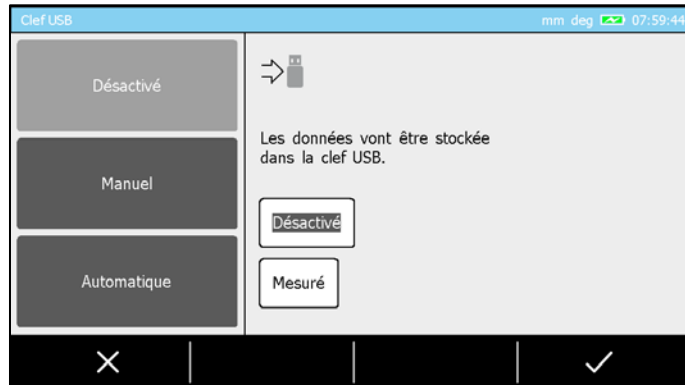 Clef USB
mm deg 07:59:44
Désactivé
Manuel
Automatique
Les données vont être stockée
dans la clef USB.
Désactivé
Mesuré